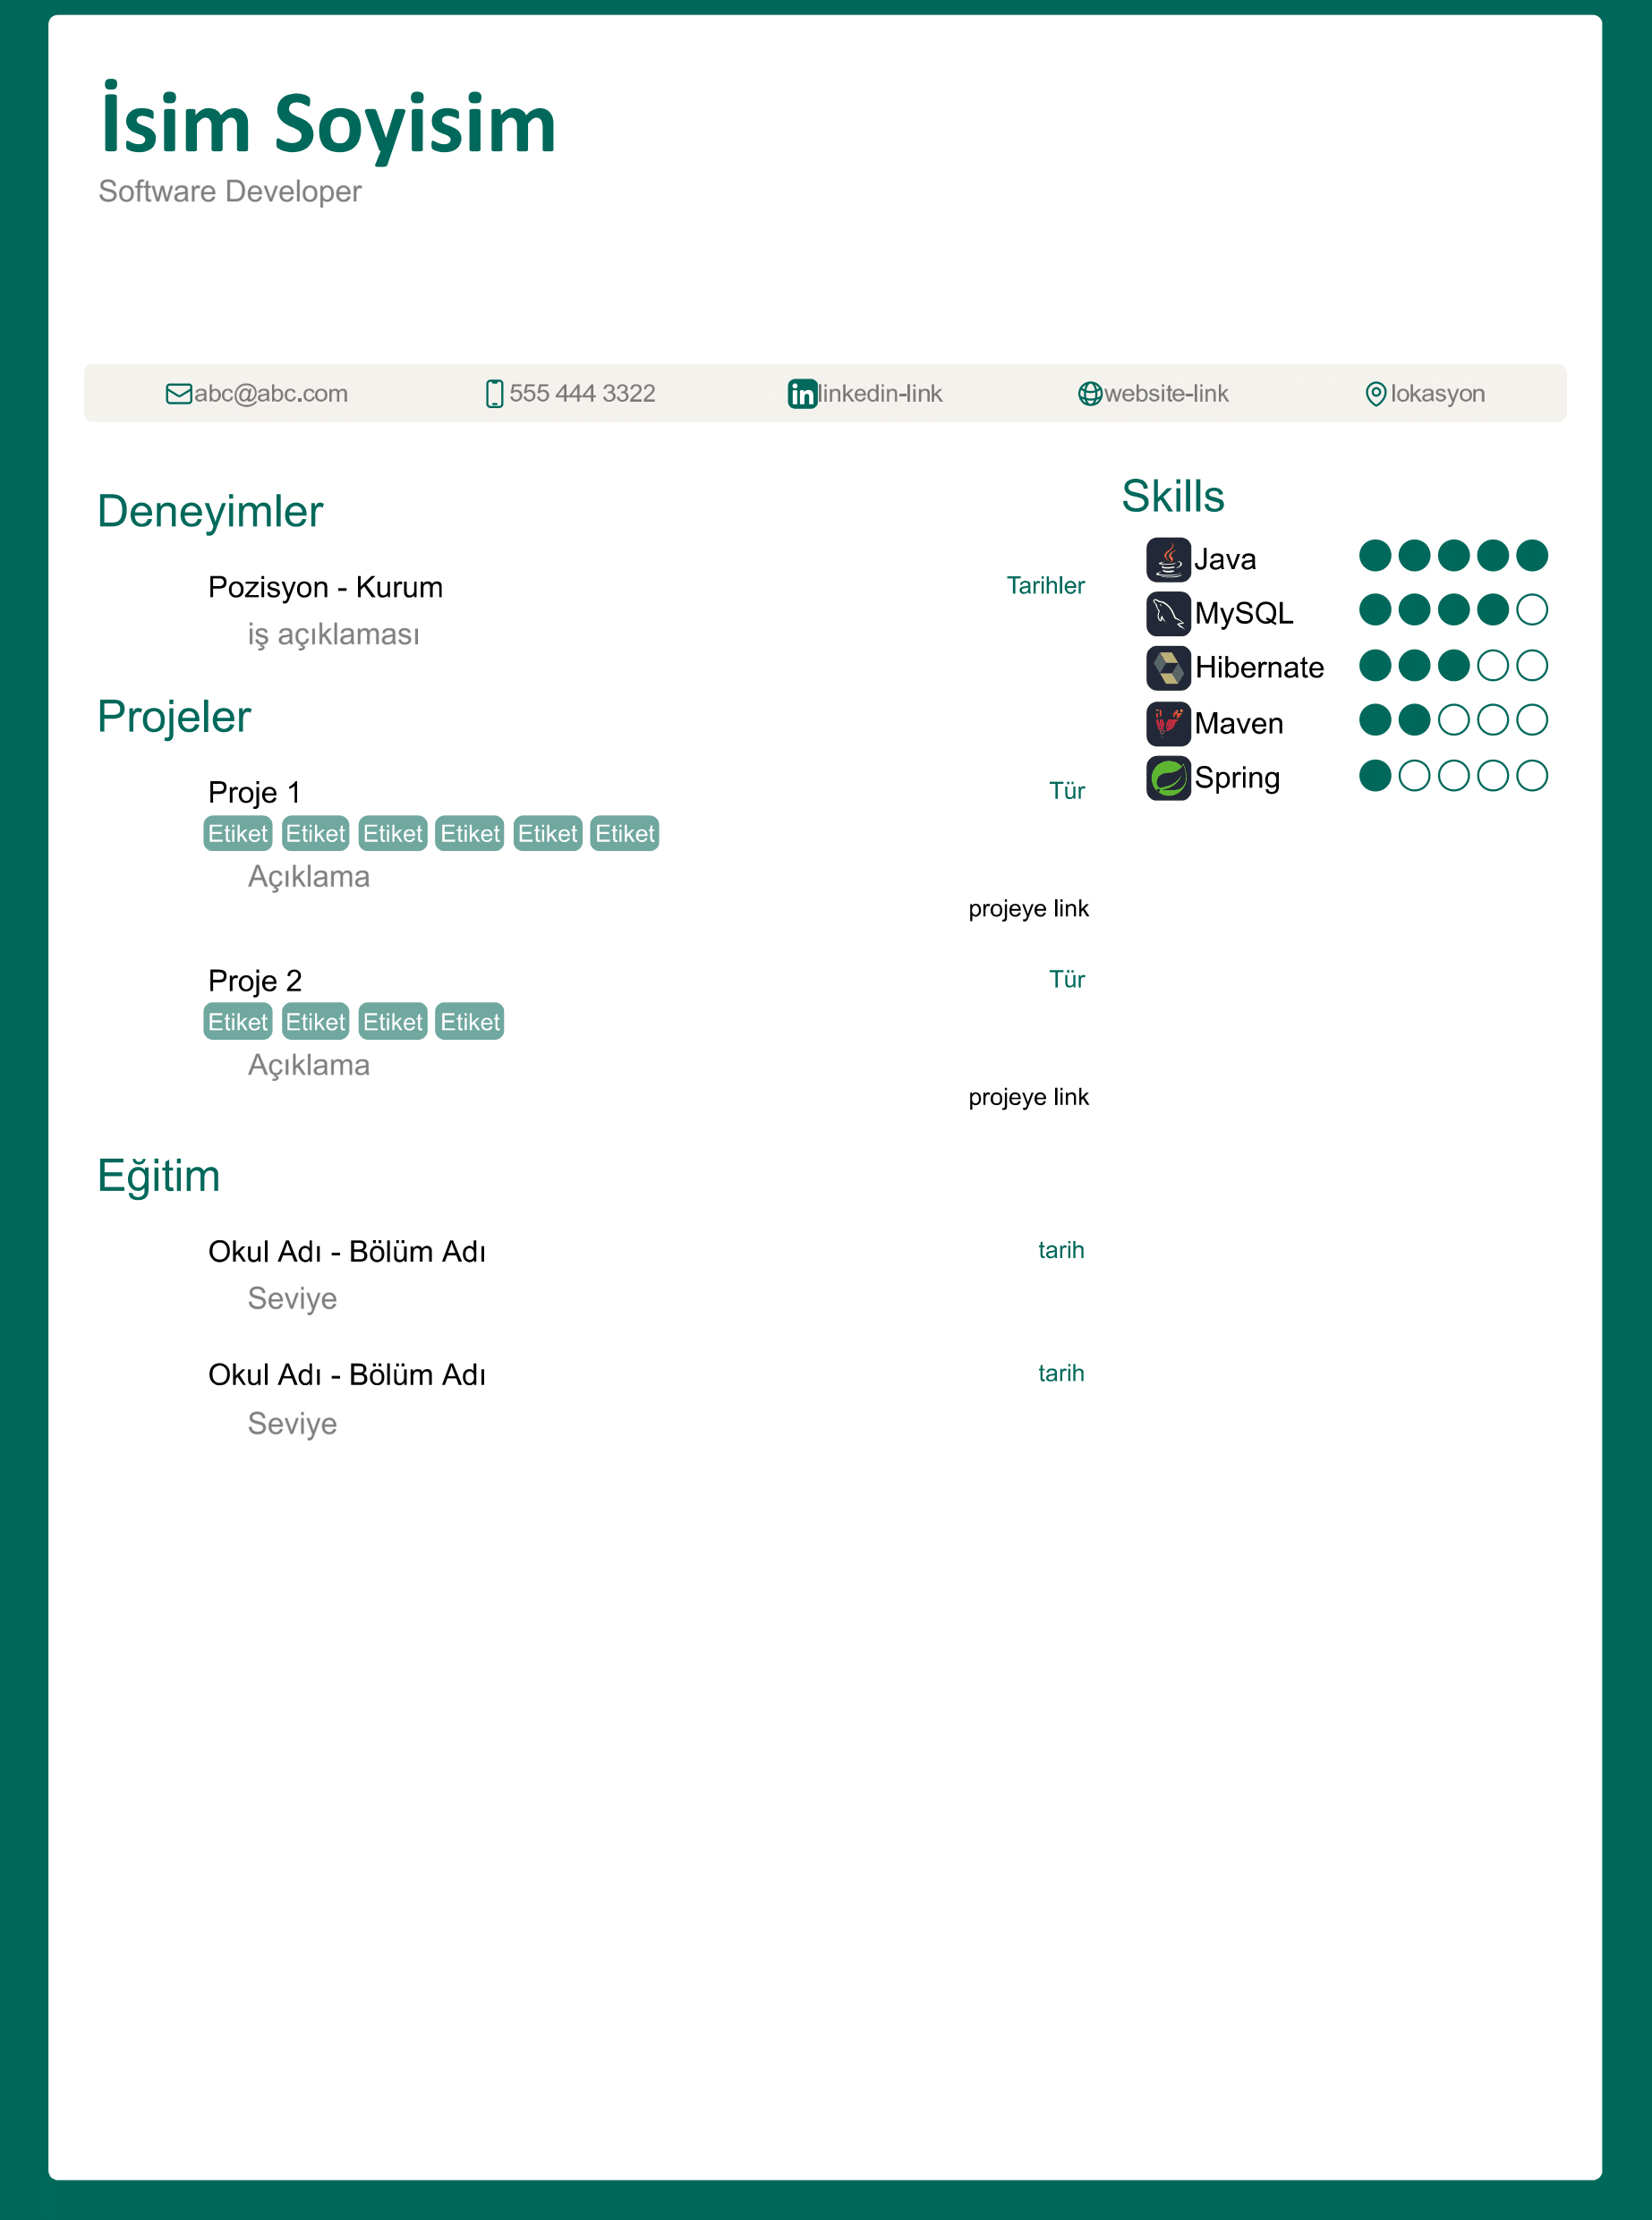 İsim Soyisim
Software Developer
abc@abc.com 555 444 3322 linkedin-link website-link lokasyon
Deneyimler
Pozisyon - Kurum Tarihler
iş açıklaması
Projeler
Proje 1 Tür
Etiket Etiket Etiket Etiket Etiket Etiket
Açıklama
projeye link
Proje 2 Tür
Etiket Etiket Etiket Etiket
Açıklama
projeye link
Eğitim
Okul Adı - Bölüm Adı tarih
Seviye
Okul Adı - Bölüm Adı tarih
Seviye
Skills
Java
MySQL
Hibernate
Maven
Spring